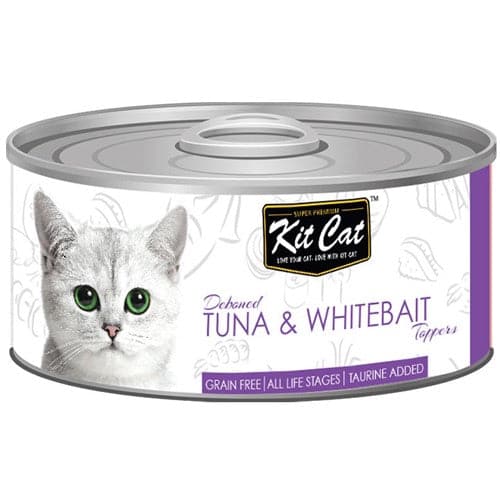 SUPER PREMIUM
Kit Cat™
LOVE YOUR CAT, LOVE WITH KIT CAT
Deboned
TUNA & WHITEBAIT
Toppers
GRAIN FREE | ALL LIFE STAGES | TAURINE ADDED